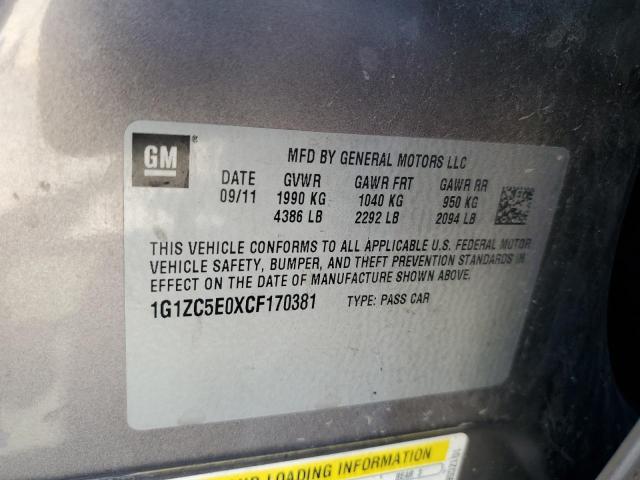 GM
®
MFD BY GENERAL MOTORS LLC
DATE GVWR GAWR FRT GAWR RR
09/11 1990 KG 1040 KG 950 KG
4386 LB 2292 LB 2094 LB
THIS VEHICLE CONFORMS TO ALL APPLICABLE U.S. FEDERAL MOTOR
VEHICLE SAFETY, BUMPER, AND THEFT PREVENTION STANDARDS IN
EFFECT ON THE DATE OF MANUFACTURE SHOWN ABOVE.
1G1ZC5E0XCF170381 TYPE: PASS CAR
LOADING INFORMATION